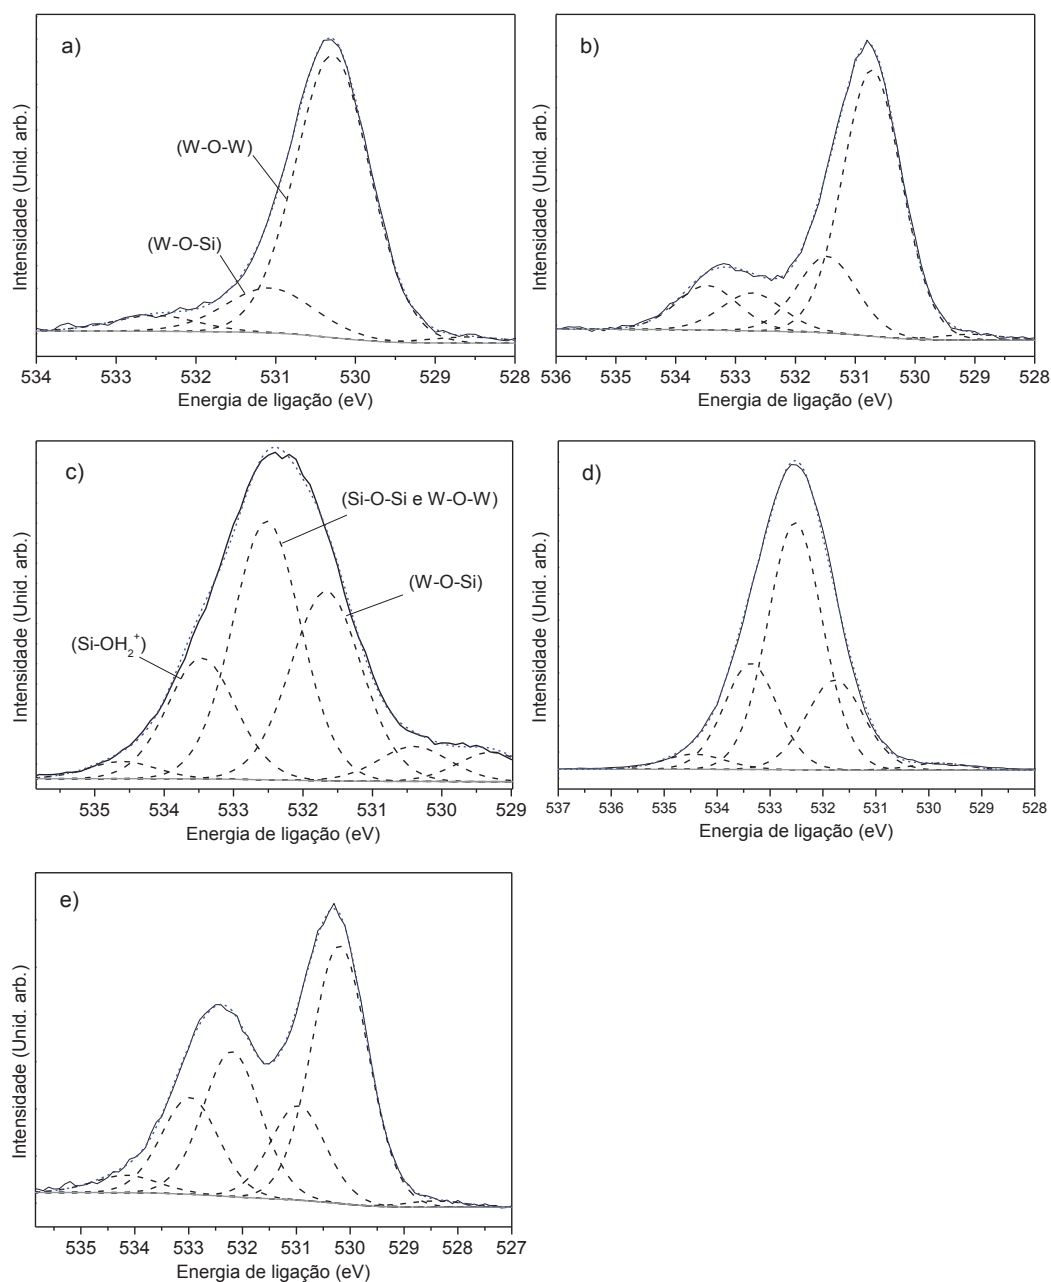 a)
Intensidade (Unid. arb.)
(W-O-W)
(W-O-Si)
534 533 532 531 530 529 528
Energia de ligação (eV)
b)
Intensidade (Unid. arb.)
536 535 534 533 532 531 530 529 528
Energia de ligação (eV)
c)
Intensidade (Unid. arb.)
(Si-O-Si e W-O-W)
(W-O-Si)
(Si-OH₂⁺)
535 534 533 532 531 530 529
Energia de ligação (eV)
d)
Intensidade (Unid. arb.)
537 536 535 534 533 532 531 530 529 528
Energia de ligação (eV)
e)
Intensidade (Unid. arb.)
535 534 533 532 531 530 529 528 527
Energia de ligação (eV)